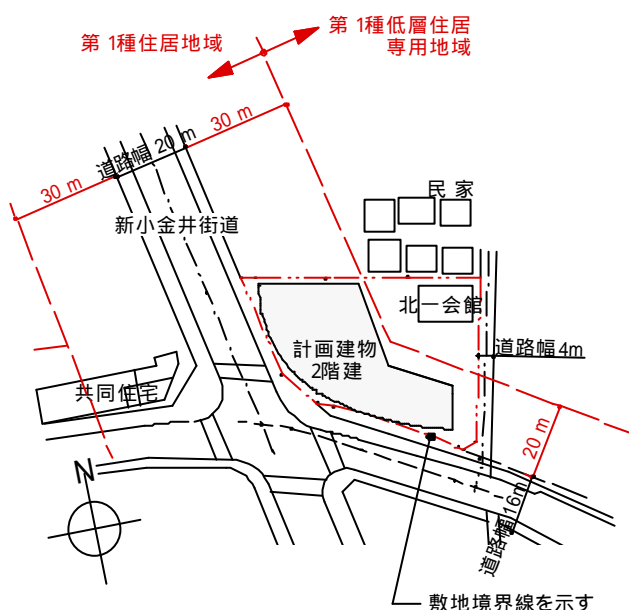 第 1種住居地域
第 1種低層住居
専用地域
30 m
道路幅 20 m
30 m
新小金井街道
民 家
北一会館
計画建物
2階建
道路幅4m
共同住宅
20 m
N
道路幅 16m
敷地境界線を示す